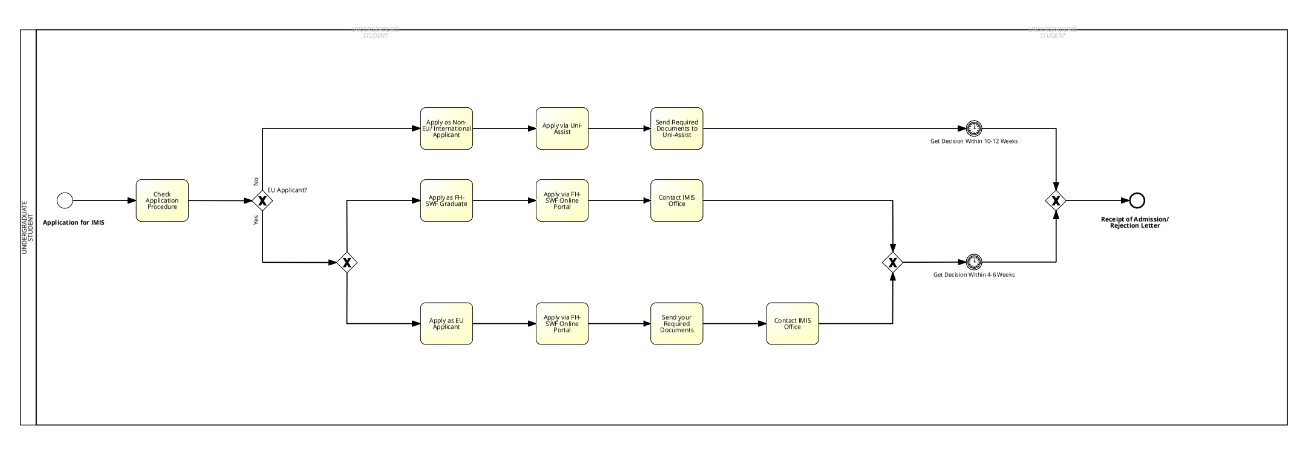 UNDERGRADUATE
STUDENT
UNDERGRADUATE
STUDENT
UNDERGRADUATE
STUDENT
Apply as Non-
EU/ International
Applicant
Apply via Uni-
Assist
Send Required
Documents to
Uni-Assist
Get Decision Within 10-12 Weeks
No
EU Applicant?
Yes
Application for IMIS
Check
Application
Procedure
Apply as FH-
SWF Graduate
Apply via FH-
SWF Online
Portal
Contact IMIS
Office
Receipt of Admission/
Rejection Letter
Get Decision Within 4-6 Weeks
Apply as EU
Applicant
Apply via FH-
SWF Online
Portal
Send your
Required
Documents
Contact IMIS
Office